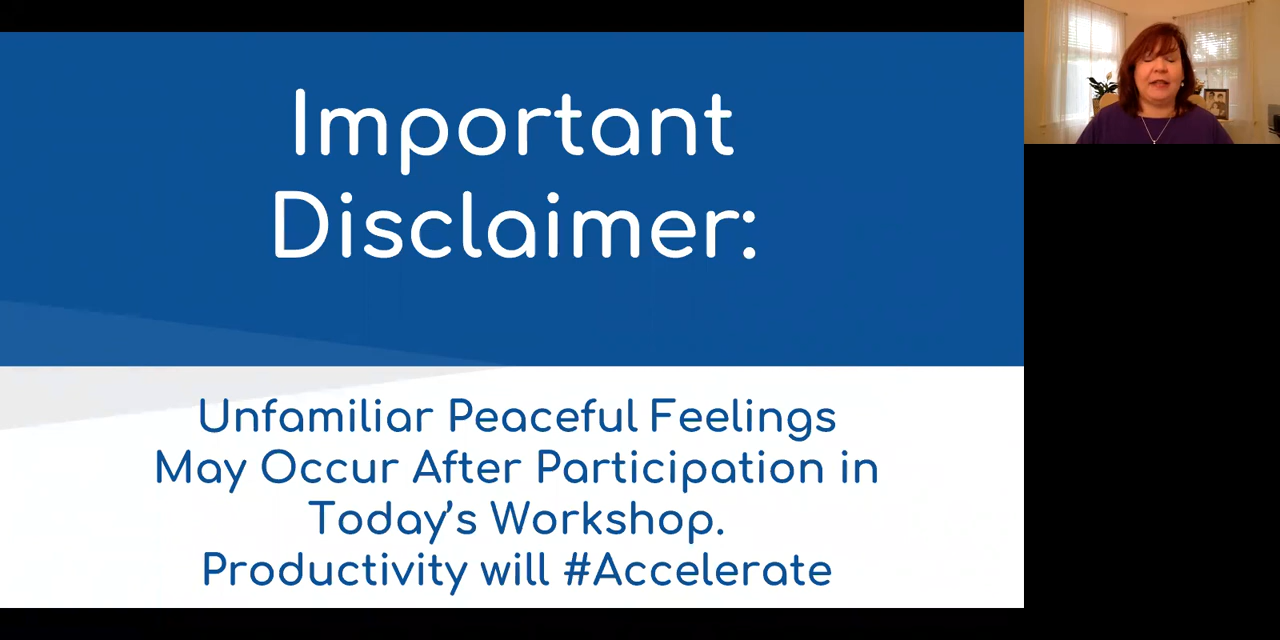 Important
Disclaimer:
Unfamiliar Peaceful Feelings
May Occur After Participation in
Today’s Workshop.
Productivity will #Accelerate